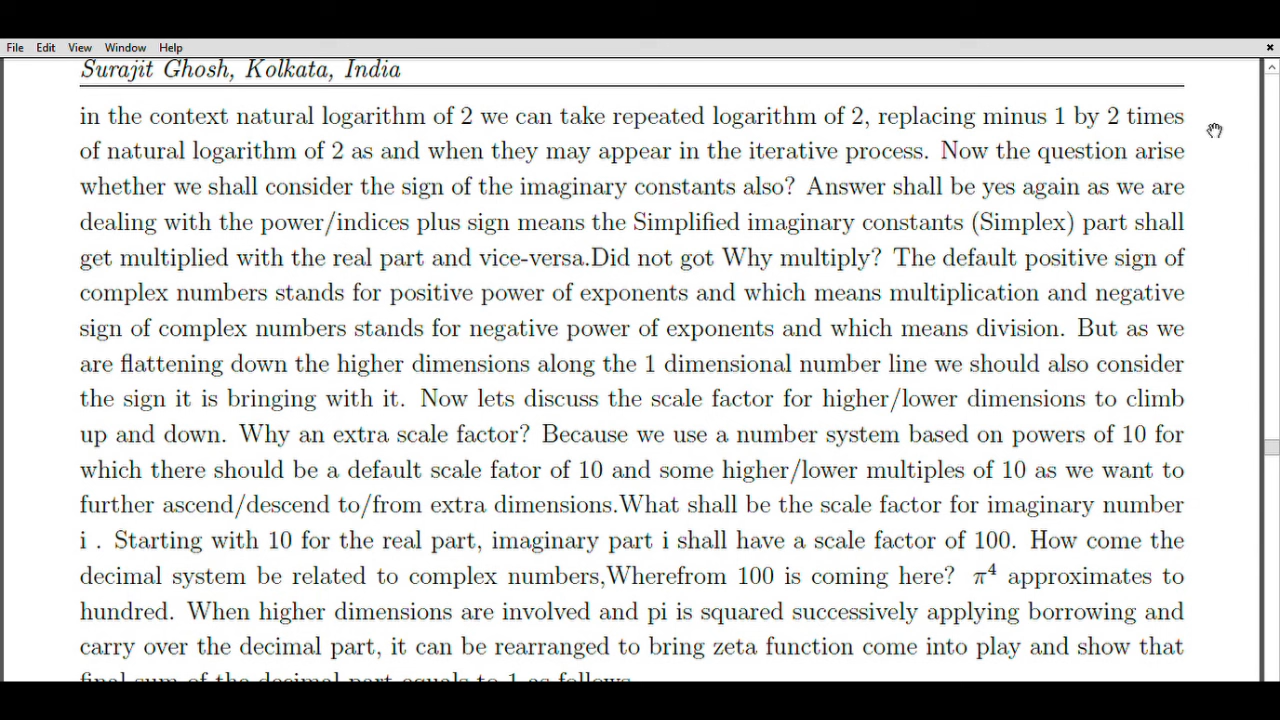 File Edit View Window Help
Surajit Ghosh, Kolkata, India
in the context natural logarithm of 2 we can take repeated logarithm of 2, replacing minus 1 by 2 times
of natural logarithm of 2 as and when they may appear in the iterative process. Now the question arise
whether we shall consider the sign of the imaginary constants also? Answer shall be yes again as we are
dealing with the power/indices plus sign means the Simplified imaginary constants (Simplex) part shall
get multiplied with the real part and vice-versa.Did not got Why multiply? The default positive sign of
complex numbers stands for positive power of exponents and which means multiplication and negative
sign of complex numbers stands for negative power of exponents and which means division. But as we
are flattening down the higher dimensions along the 1 dimensional number line we should also consider
the sign it is bringing with it. Now lets discuss the scale factor for higher/lower dimensions to climb
up and down. Why an extra scale factor? Because we use a number system based on powers of 10 for
which there should be a default scale fator of 10 and some higher/lower multiples of 10 as we want to
further ascend/descend to/from extra dimensions.What shall be the scale factor for imaginary number
i . Starting with 10 for the real part, imaginary part i shall have a scale factor of 100. How come the
decimal system be related to complex numbers,Wherefrom 100 is coming here? π⁴ approximates to
hundred. When higher dimensions are involved and pi is squared successively applying borrowing and
carry over the decimal part, it can be rearranged to bring zeta function come into play and show that
final sum of the decimal part equals to 1 as follows